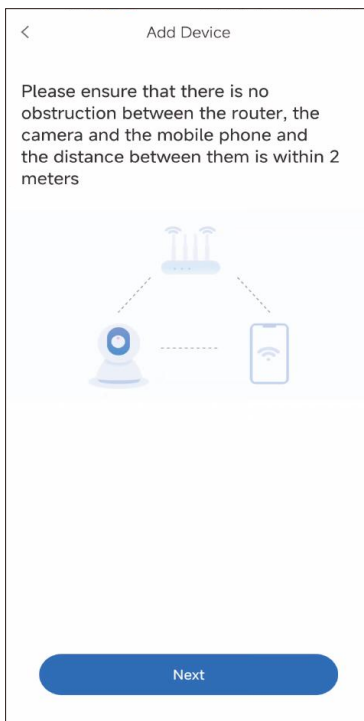 Add Device
Please ensure that there is no
obstruction between the router, the
camera and the mobile phone and
the distance between them is within 2
meters
Next